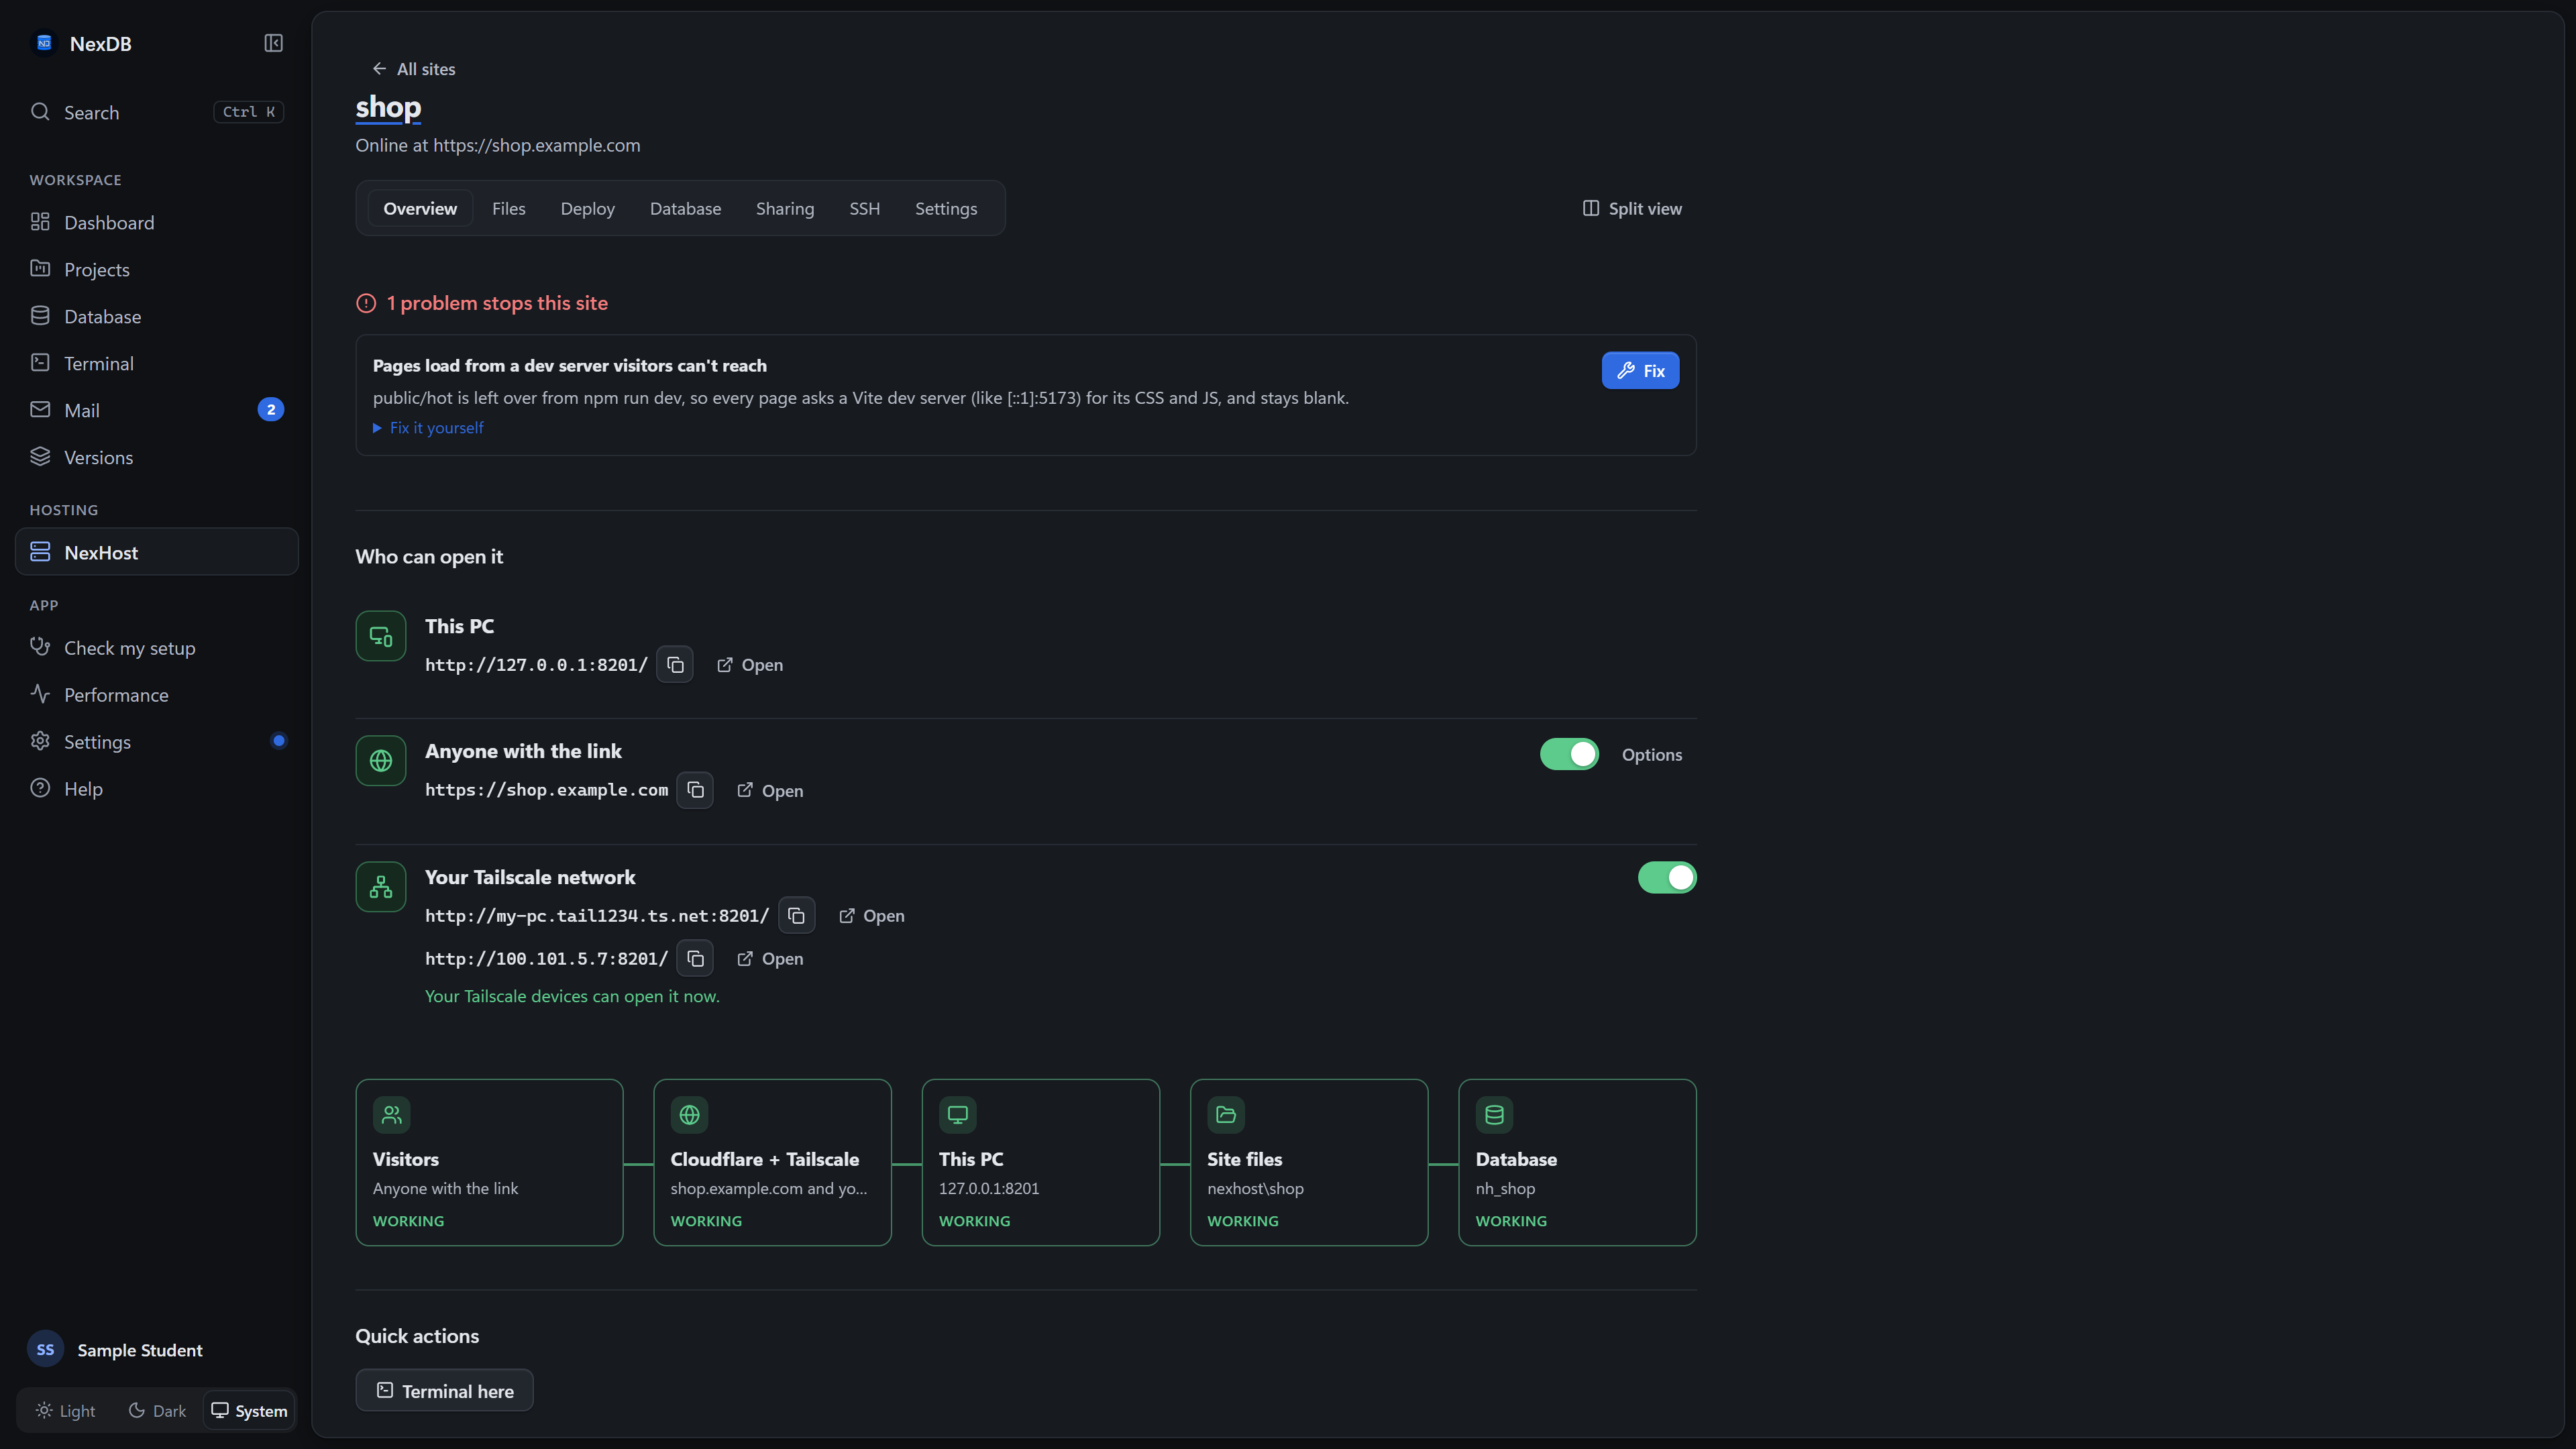 NexDB
Search
Ctrl K
WORKSPACE
Dashboard
Projects
Database
Terminal
Mail
2
Versions
HOSTING
NexHost
APP
Check my setup
Performance
Settings
Help
SS
Sample Student
Light
Dark
System
All sites
shop
Online at https://shop.example.com
Overview
Files
Deploy
Database
Sharing
SSH
Settings
Split view
1 problem stops this site
Pages load from a dev server visitors can't reach
public/hot is left over from npm run dev, so every page asks a Vite dev server (like [::1]:5173) for its CSS and JS, and stays blank.
Fix it yourself
Fix
Who can open it
This PC
http://127.0.0.1:8201/
Open
Anyone with the link
https://shop.example.com
Open
Options
Your Tailscale network
http://my-pc.tail1234.ts.net:8201/
Open
http://100.101.5.7:8201/
Open
Your Tailscale devices can open it now.
Visitors
Anyone with the link
WORKING
Cloudflare + Tailscale
shop.example.com and yo...
WORKING
This PC
127.0.0.1:8201
WORKING
Site files
nexhost\shop
WORKING
Database
nh_shop
WORKING
Quick actions
Terminal here